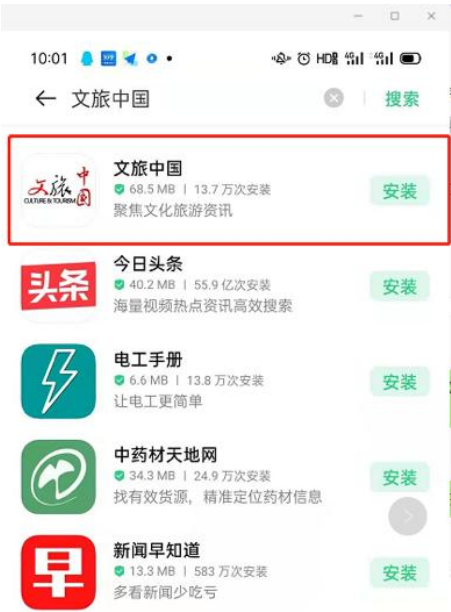 10:01 HDR 4G 4G
文旅中国 搜索
文旅中国
文旅中国
CULTURE & TOURISM
68.5 MB | 13.7 万次安装
聚焦文化旅游资讯
安装
头条
今日头条
40.2 MB | 55.9 亿次安装
海量视频热点资讯高效搜索
安装
电工手册
6.6 MB | 13.8 万次安装
让电工更简单
安装
中药材天地网
34.3 MB | 24.9 万次安装
找有效货源，精准定位药材信息
安装
早
新闻早知道
13.3 MB | 583 万次安装
多看新闻少吃亏
安装